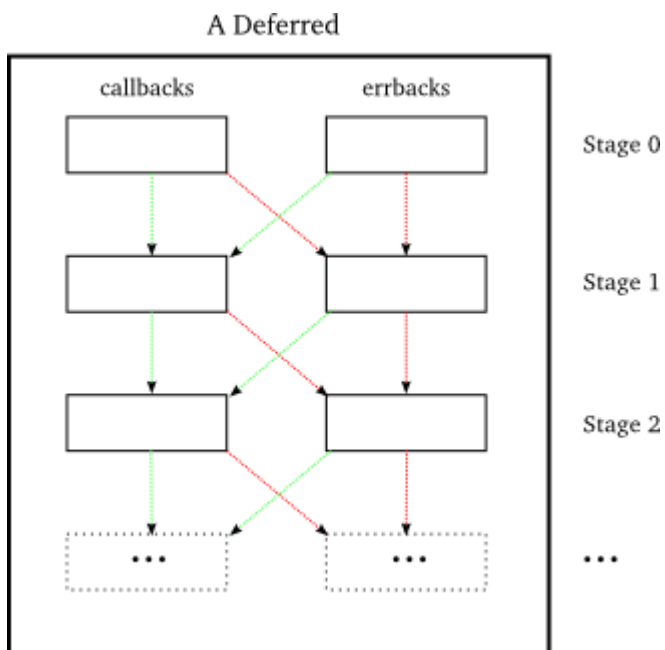 A Deferred
callbacks errbacks
Stage 0
Stage 1
Stage 2
... ... ...